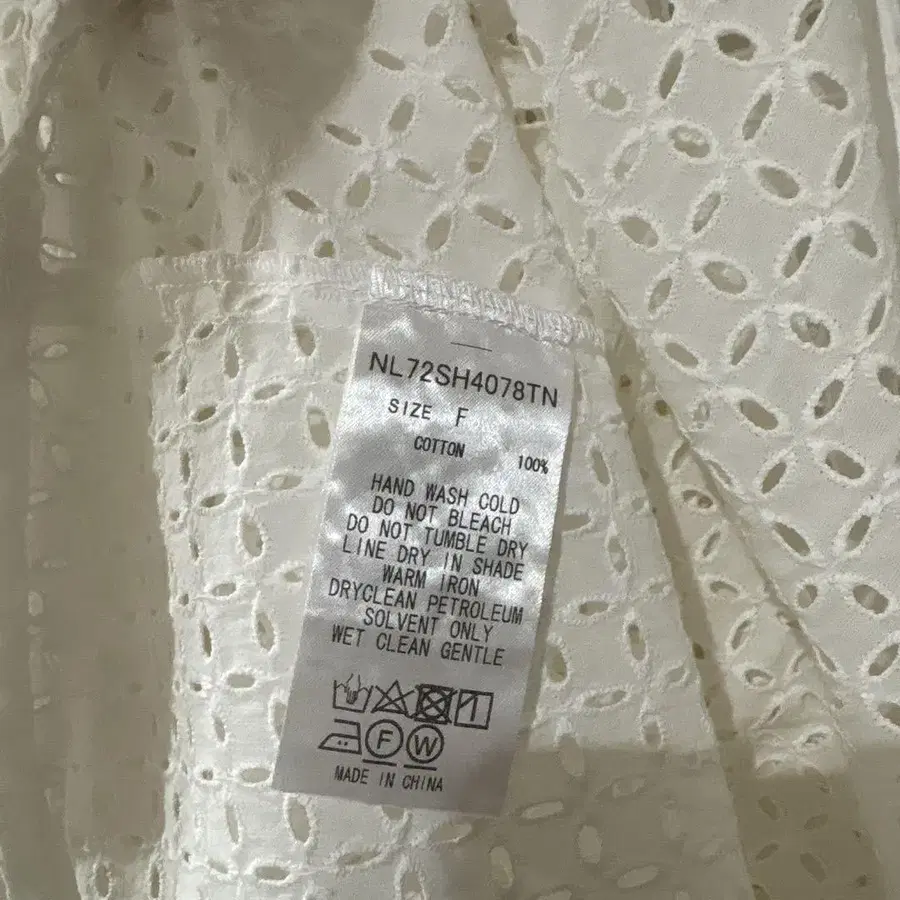 NL72SH4078TN
SIZE F
COTTON 100%
HAND WASH COLD
DO NOT BLEACH
DO NOT TUMBLE DRY
LINE DRY IN SHADE
WARM IRON
DRYCLEAN PETROLEUM
SOLVENT ONLY
WET CLEAN GENTLE
F W
MADE IN CHINA